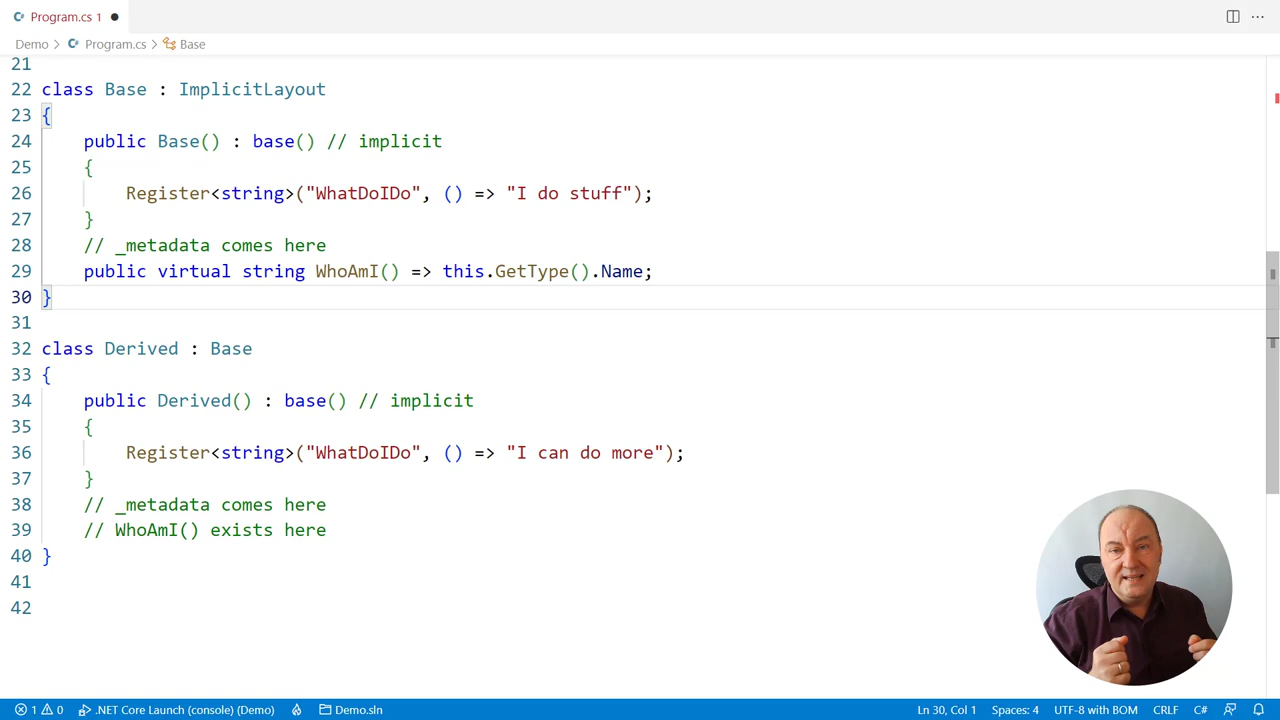 Program.cs 1
Demo > Program.cs > Base
21
22 class Base : ImplicitLayout
23 {
24 public Base() : base() // implicit
25 {
26 Register<string>("WhatDoIDo", () => "I do stuff");
27 }
28 // _metadata comes here
29 public virtual string WhoAmI() => this.GetType().Name;
30 }
31
32 class Derived : Base
33 {
34 public Derived() : base() // implicit
35 {
36 Register<string>("WhatDoIDo", () => "I can do more");
37 }
38 // _metadata comes here
39 // WhoAmI() exists here
40 }
41
42
1 0 .NET Core Launch (console) (Demo) Demo.sln Ln 30, Col 1 Spaces: 4 UTF-8 with BOM CRLF C#